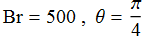 Br = 500 , θ = π/4